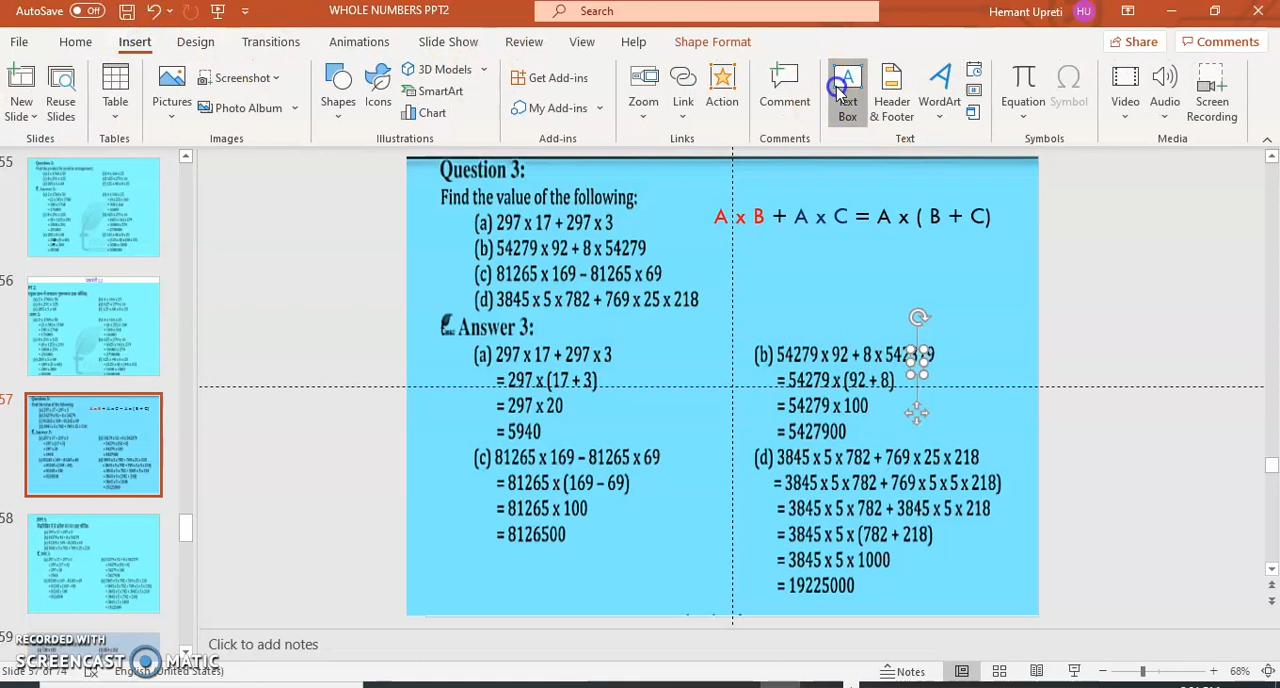 AutoSave Off
WHOLE NUMBERS PPT2
Search
Hemant Upreti HU
File Home Insert Design Transitions Animations Slide Show Review View Help Shape Format Share Comments
New Slide
Reuse Slides
Table
Pictures
Screenshot
Photo Album
Shapes
Icons
3D Models
SmartArt
Chart
Get Add-ins
My Add-ins
Zoom
Link
Action
Comment
Text Box
Header & Footer
WordArt
Equation
Symbol
Video
Audio
Screen Recording
Slides Images Illustrations Add-ins Links Comments Text Symbols Media
55
56
57
58
59
Question 3:
Find the value of the following:
(a) 297 x 17 + 297 x 3
A x B + A x C = A x ( B + C)
(b) 54279 x 92 + 8 x 54279
(c) 81265 x 169 – 81265 x 69
(d) 3845 x 5 x 782 + 769 x 25 x 218
Answer 3:
(a) 297 x 17 + 297 x 3
= 297 x (17 + 3)
= 297 x 20
= 5940
(b) 54279 x 92 + 8 x 54279
= 54279 x (92 + 8)
= 54279 x 100
= 5427900
(c) 81265 x 169 – 81265 x 69
= 81265 x (169 – 69)
= 81265 x 100
= 8126500
(d) 3845 x 5 x 782 + 769 x 25 x 218
= 3845 x 5 x 782 + 769 x 5 x 5 x 218)
= 3845 x 5 x 782 + 3845 x 5 x 218
= 3845 x 5 x (782 + 218)
= 3845 x 5 x 1000
= 19225000
Click to add notes
RECORDED WITH
SCREENCAST MATIC
Slide 57 of 74 English (United States) Notes 68%